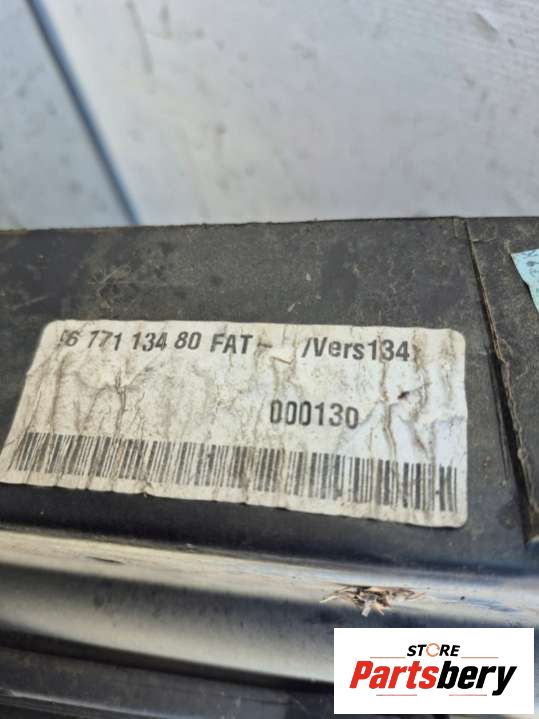 6 771 134 80 FAT - /Vers134
000130
STORE
Partsbery